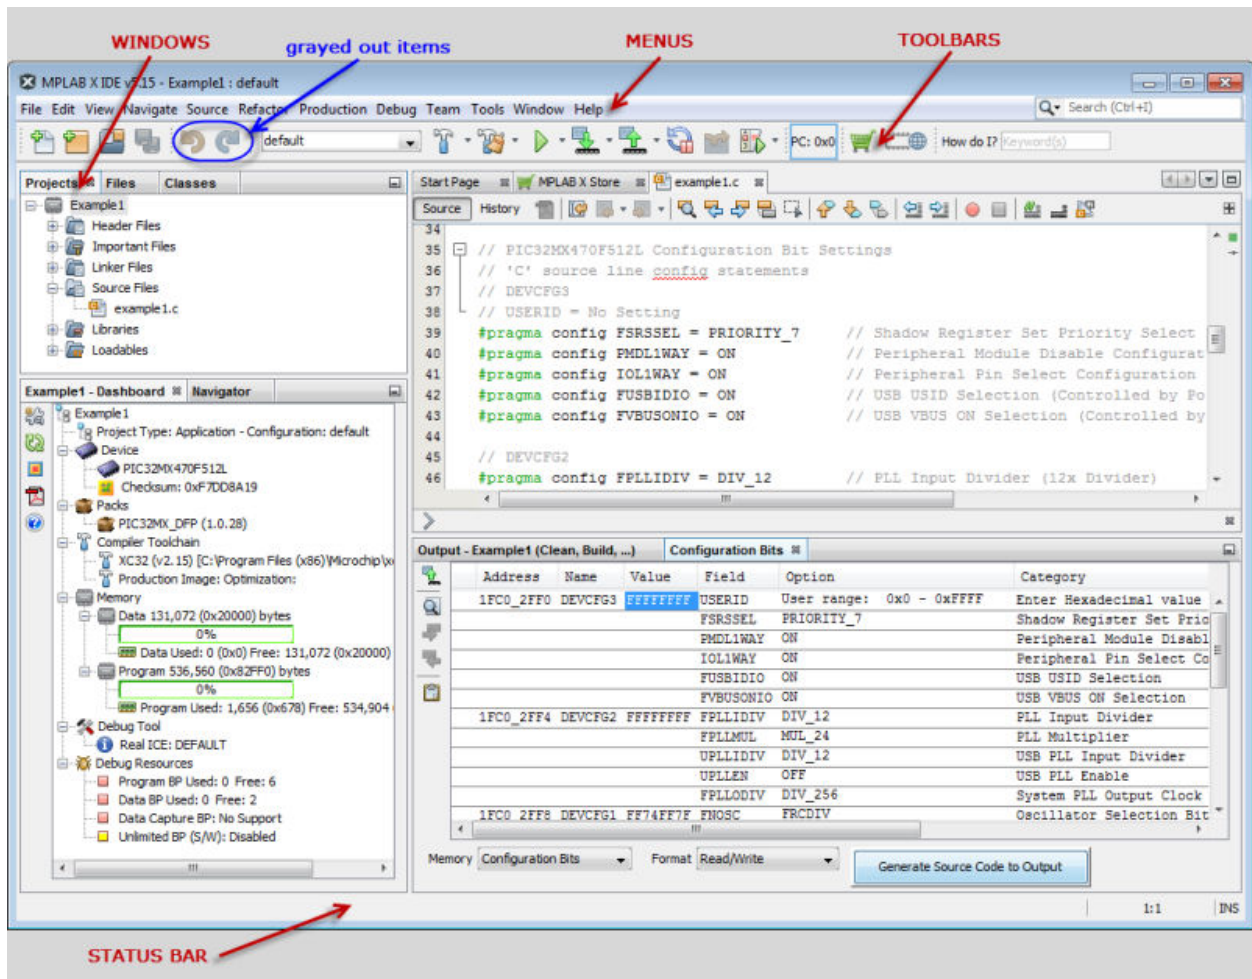 WINDOWS
grayed out items
MENUS
TOOLBARS
MPLAB X IDE v5.15 - Example1 : default
File Edit View Navigate Source Refactor Production Debug Team Tools Window Help
Search (Ctrl+I)
default
PC: 0x0
How do I?
Keyword(s)
Projects Files Classes
Example1
Header Files
Important Files
Linker Files
Source Files
example1.c
Libraries
Loadables
Example1 - Dashboard Navigator
Example1
Project Type: Application - Configuration: default
Device
PIC32MX470F512L
Checksum: 0xF7DD8A19
Packs
PIC32MX_DFP (1.0.28)
Compiler Toolchain
XC32 (v2.15) [C:\Program Files (x86)\Microchip\x
Production Image: Optimization:
Memory
Data 131,072 (0x20000) bytes
0%
Data Used: 0 (0x0) Free: 131,072 (0x20000)
Program 536,560 (0x82FF0) bytes
0%
Program Used: 1,656 (0x678) Free: 534,904
Debug Tool
Real ICE: DEFAULT
Debug Resources
Program BP Used: 0 Free: 6
Data BP Used: 0 Free: 2
Data Capture BP: No Support
Unlimited BP (S/W): Disabled
Start Page MPLAB X Store example1.c
Source History
34
35 // PIC32MX470F512L Configuration Bit Settings
36 // 'C' source line config statements
37 // DEVCFG3
38 // USERID = No Setting
39 #pragma config FSRSSEL = PRIORITY_7 // Shadow Register Set Priority Select
40 #pragma config PMDL1WAY = ON // Peripheral Module Disable Configurat
41 #pragma config IOL1WAY = ON // Peripheral Pin Select Configuration
42 #pragma config FUSBIDIO = ON // USB USID Selection (Controlled by Po
43 #pragma config FVBUSONIO = ON // USB VBUS ON Selection (Controlled by
44
45 // DEVCFG2
46 #pragma config FPLLIDIV = DIV_12 // PLL Input Divider (12x Divider)
Output - Example1 (Clean, Build, ...) Configuration Bits
Address Name Value Field Option Category
1FC0_2FF0 DEVCFG3 FFFFFFFF USERID User range: 0x0 - 0xFFFF Enter Hexadecimal value
FSRSSEL PRIORITY_7 Shadow Register Set Prio
PMDL1WAY ON Peripheral Module Disabl
IOL1WAY ON Peripheral Pin Select Co
FUSBIDIO ON USB USID Selection
FVBUSONIO ON USB VBUS ON Selection
1FC0_2FF4 DEVCFG2 FFFFFFFF FPLLIDIV DIV_12 PLL Input Divider
FPLLMUL MUL_24 PLL Multiplier
UPLLIDIV DIV_12 USB PLL Input Divider
UPLLEN OFF USB PLL Enable
FPLLODIV DIV_256 System PLL Output Clock
1FC0_2FF8 DEVCFG1 FF74FF7F FNOSC FRCDIV Oscillator Selection Bit
Memory Configuration Bits Format Read/Write Generate Source Code to Output
1:1 INS
STATUS BAR